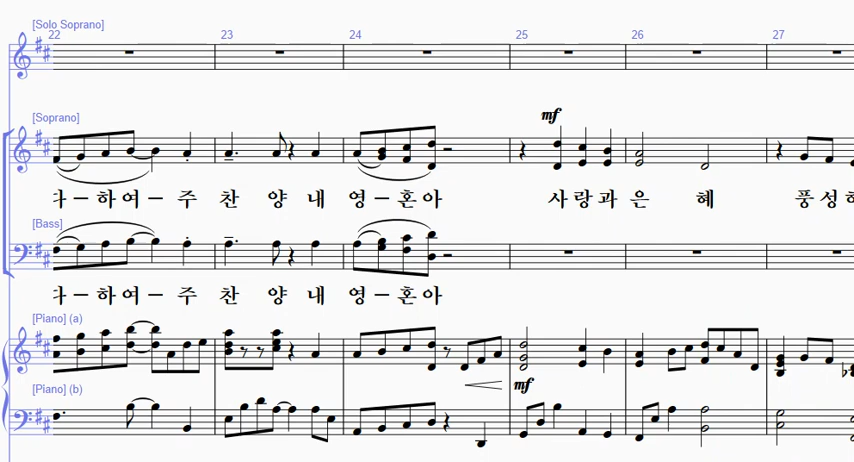 [Solo Soprano]
22 23 24 25 26 27
[Soprano]
mf
하 여 주 찬 양 내 영 혼 아 사 랑 과 은 혜 풍 성
[Bass]
하 여 주 찬 양 내 영 혼 아
[Piano] (a)
mf
[Piano] (b)